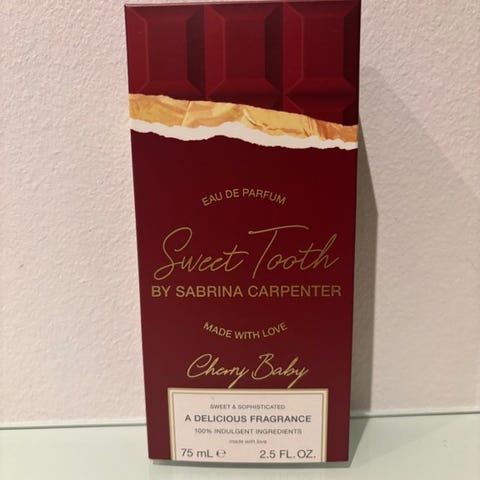 EAU DE PARFUM
Sweet Tooth
BY SABRINA CARPENTER
MADE WITH LOVE
Cherry Baby
SWEET & SOPHISTICATED
A DELICIOUS FRAGRANCE
100% INDULGENT INGREDIENTS
made with love
75 mL ℮ 2.5 FL.OZ.